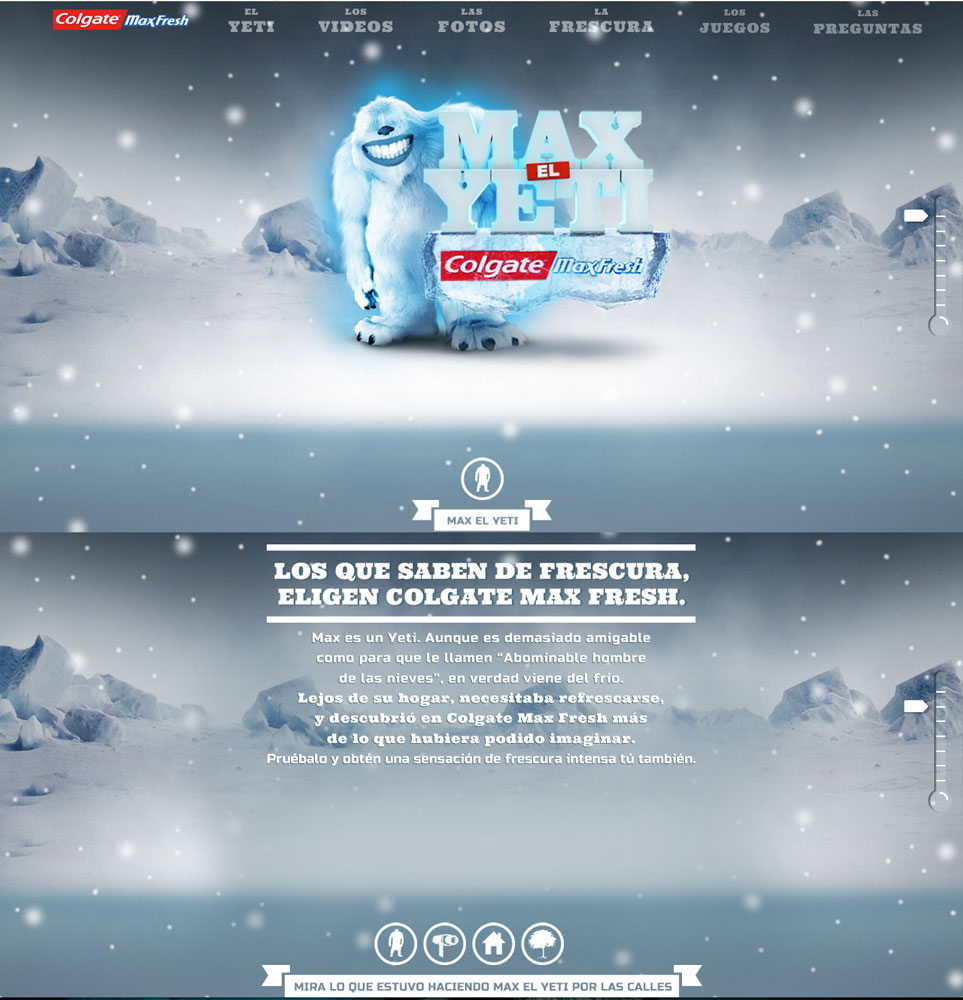 Colgate MaxFresh
EL YETI
LOS VIDEOS
LAS FOTOS
LA FRESCURA
LOS JUEGOS
LAS PREGUNTAS
MAX
EL
YETI
Colgate MaxFresh
MAX EL YETI
LOS QUE SABEN DE FRESCURA,
ELIGEN COLGATE MAX FRESH.
Max es un Yeti. Aunque es demasiado amigable
como para que le llamen “Abominable hombre
de las nieves”, en verdad viene del frío.
Lejos de su hogar, necesitaba refrescarse,
y descubrió en Colgate Max Fresh más
de lo que hubiera podido imaginar.
Pruébalo y obtén una sensación de frescura intensa tú también.
MIRA LO QUE ESTUVO HACIENDO MAX EL YETI POR LAS CALLES